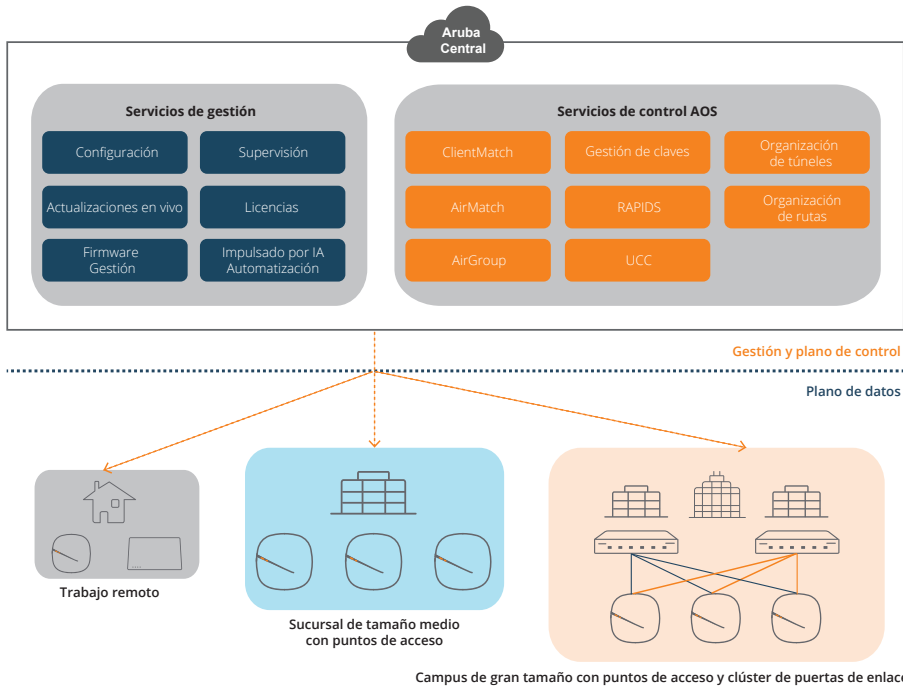 Aruba
Central
Servicios de gestión
Configuración
Supervisión
Actualizaciones en vivo
Licencias
Firmware
Gestión
Impulsado por IA
Automatización
Servicios de control AOS
ClientMatch
Gestión de claves
Organización
de túneles
AirMatch
RAPIDS
Organización
de rutas
AirGroup
UCC
Gestión y plano de control
Plano de datos
Trabajo remoto
Sucursal de tamaño medio
con puntos de acceso
Campus de gran tamaño con puntos de acceso y clúster de puertas de enlace